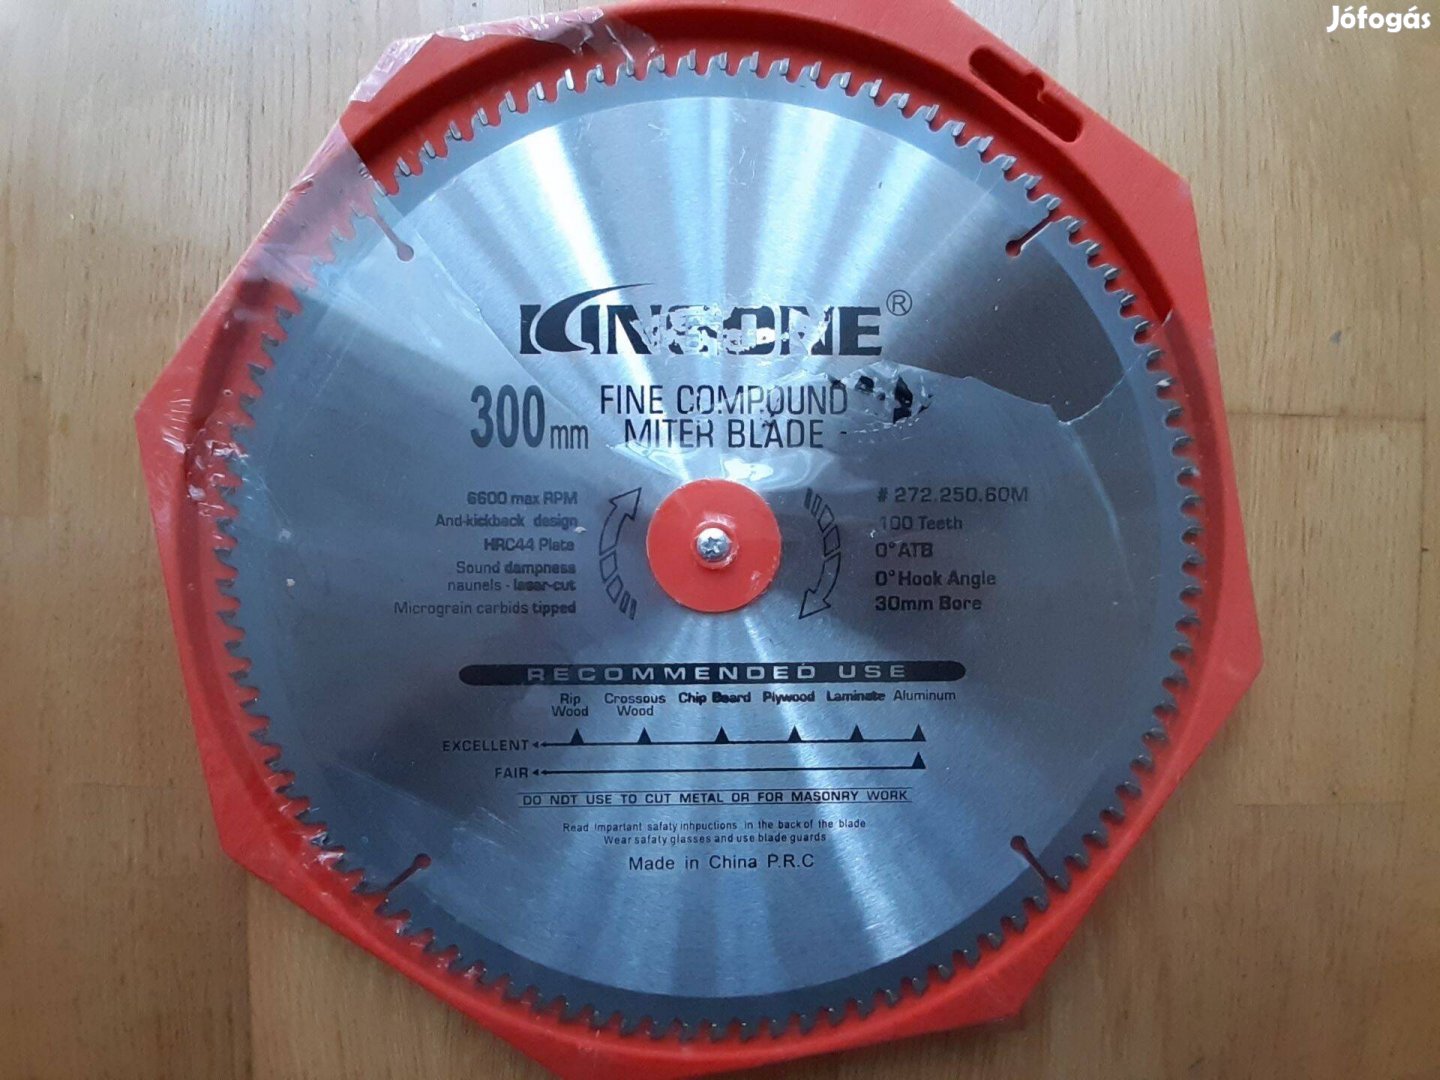 Jófogás
KINSONE®
300mm
FINE COMPOUND
MITER BLADE -
6600 max RPM
And-kickback design
HRC44 Plate
Sound dampness
naunels - laser-cut
Micrograin carbids tipped
# 272.250.60M
100 Teeth
0° ATB
0° Hook Angle
30mm Bore
RECOMMENDED USE
Rip Wood Crossous Wood Chip Board Plywood Laminate Aluminum
EXCELLENT
FAIR
DO NDT USE TO CUT METAL OR FOR MASONRY WORK
Read Impartant safaty inhpuctions in the back of the blade
Wear safaty glasses and use blade guards
Made in China P.R.C